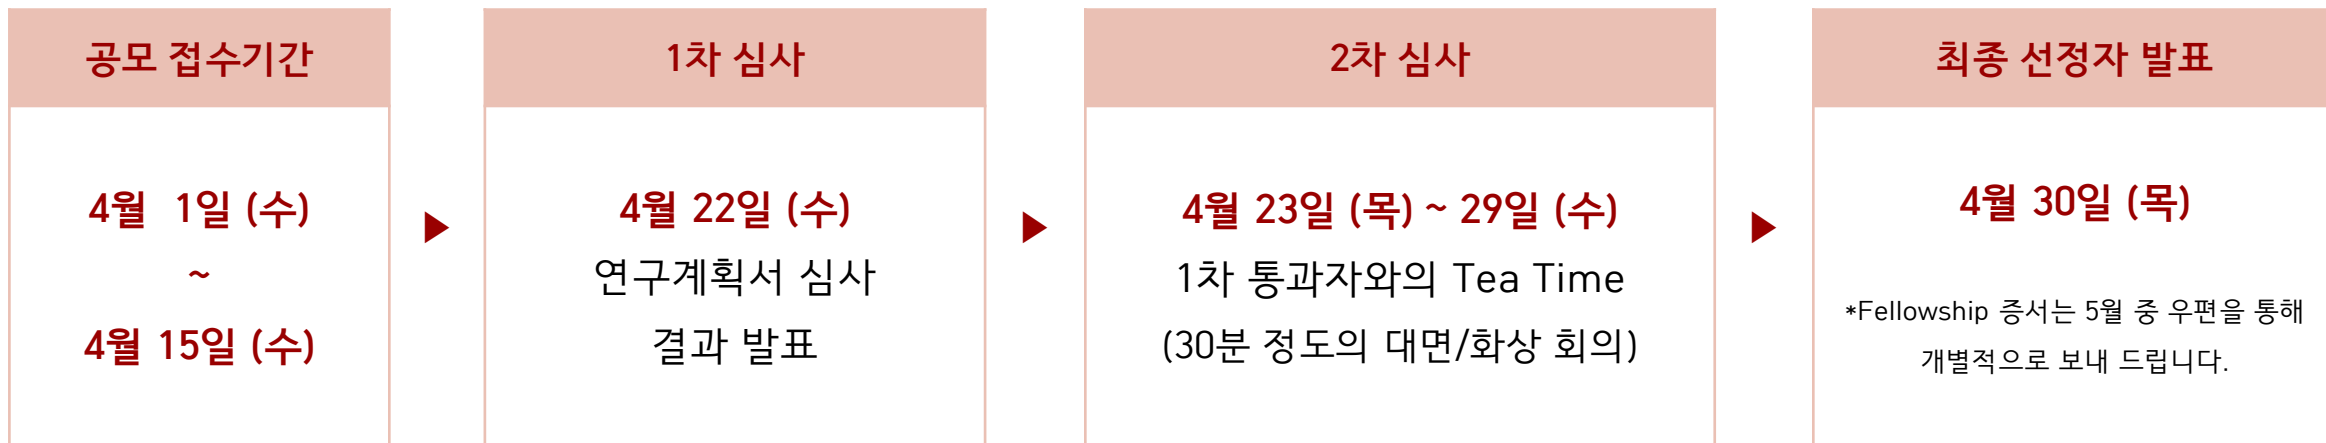 공모 접수기간
4월 1일 (수)
~
4월 15일 (수)
1차 심사
4월 22일 (수)
연구계획서 심사
결과 발표
2차 심사
4월 23일 (목) ~ 29일 (수)
1차 통과자와의 Tea Time
(30분 정도의 대면/화상 회의)
최종 선정자 발표
4월 30일 (목)
*Fellowship 증서는 5월 중 우편을 통해
개별적으로 보내 드립니다.